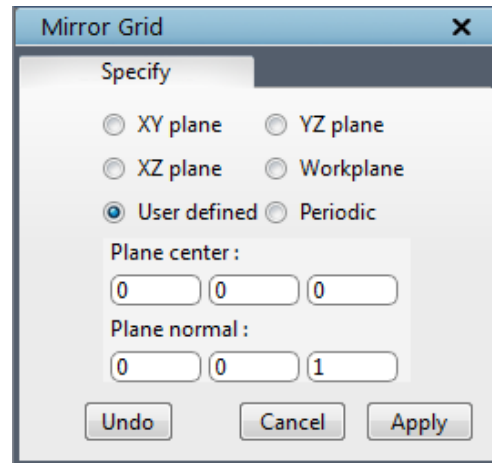 Mirror Grid
Specify
XY plane YZ plane
XZ plane Workplane
User defined Periodic
Plane center :
0 0 0
Plane normal :
0 0 1
Undo Cancel Apply